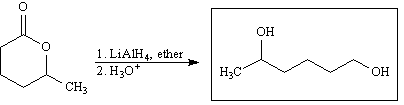 O
O
CH₃
1. LiAlH₄, ether
2. H₃O⁺
OH
H₃C
OH